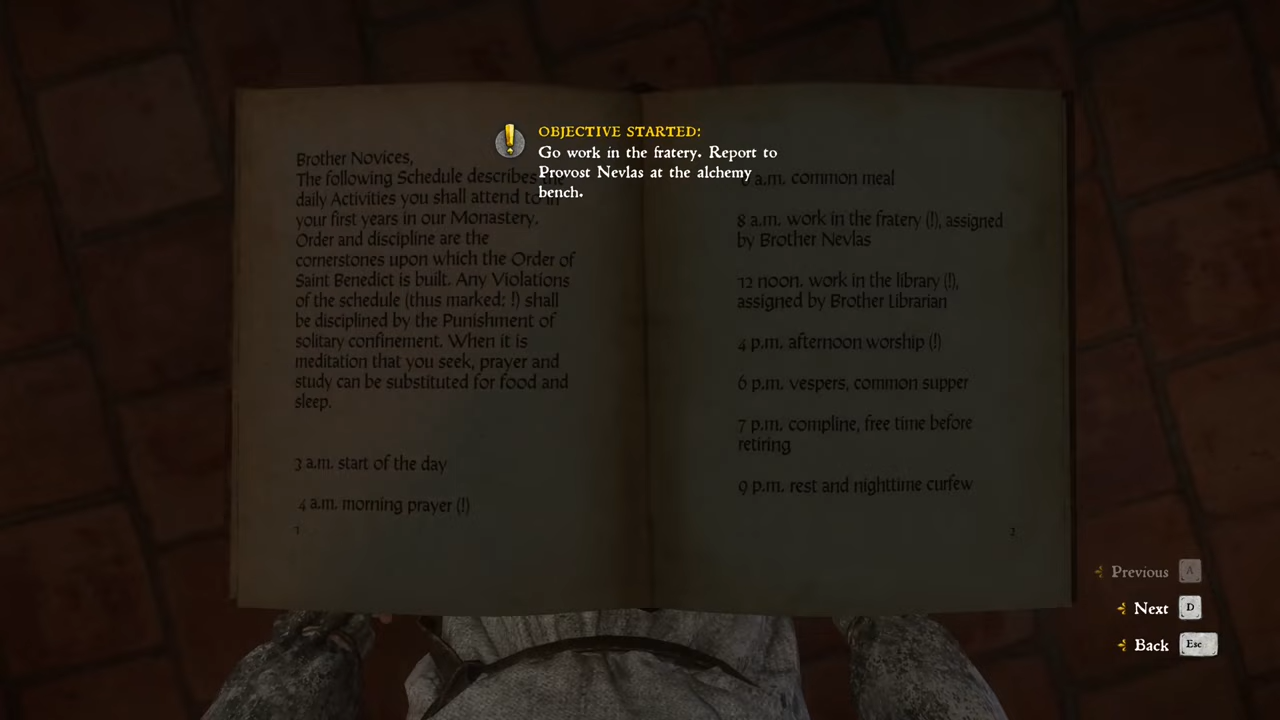 OBJECTIVE STARTED:
Go work in the fratery. Report to
Provost Nevlas at the alchemy
bench.
Brother Novices,
The following Schedule describes
daily Activities you shall attend to in
your first years in our Monastery.
Order and discipline are the
cornerstones upon which the Order of
Saint Benedict is built. Any Violations
of the schedule (thus marked: !) shall
be disciplined by the Punishment of
solitary confinement. When it is
meditation that you seek, prayer and
study can be substituted for food and
sleep.
3 a.m. start of the day
4 a.m. morning prayer (!)
1
a.m. common meal
8 a.m. work in the fratery (!), assigned
by Brother Nevlas
12 noon. work in the library (!),
assigned by Brother Librarian
4 p.m. afternoon worship (!)
6 p.m. vespers, common supper
7 p.m. compline, free time before
retiring
9 p.m. rest and nighttime curfew
2
Previous A
Next D
Back Esc